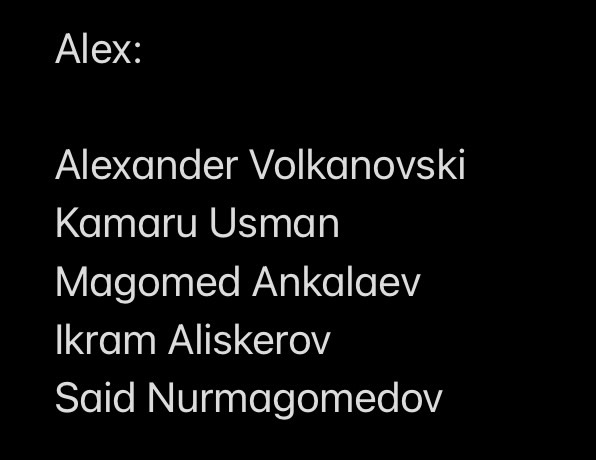 Alex:
Alexander Volkanovski
Kamaru Usman
Magomed Ankalaev
Ikram Aliskerov
Said Nurmagomedov